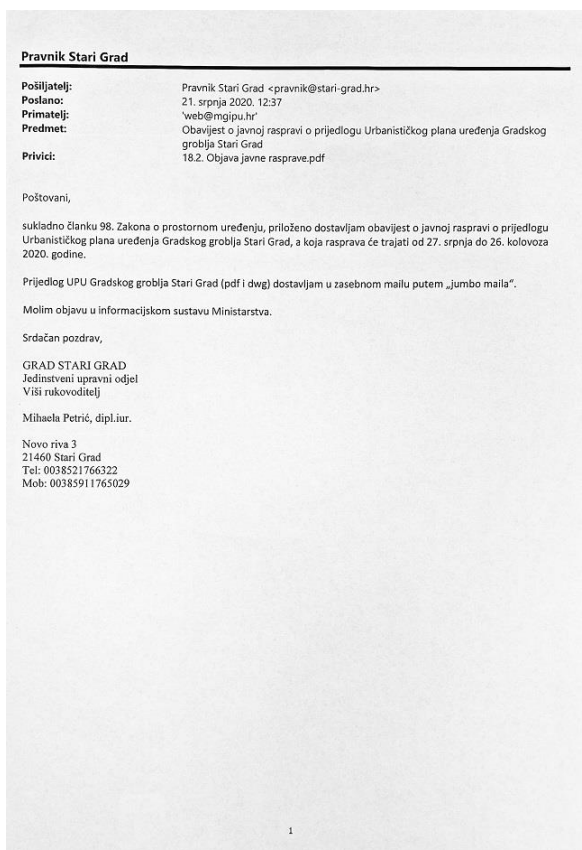 Pravnik Stari Grad
Pošiljatelj: Pravnik Stari Grad <pravnik@stari-grad.hr>
Poslano: 21. srpnja 2020. 12:37
Primatelj: 'web@mgipu.hr'
Predmet: Obavijest o javnoj raspravi o prijedlogu Urbanističkog plana uređenja Gradskog
groblja Stari Grad
Privici: 18.2. Objava javne rasprave.pdf
Poštovani,
sukladno članku 98. Zakona o prostornom uređenju, priloženo dostavljam obavijest o javnoj raspravi o prijedlogu
Urbanističkog plana uređenja Gradskog groblja Stari Grad, a koja rasprava će trajati od 27. srpnja do 26. kolovoza
2020. godine.
Prijedlog UPU Gradskog groblja Stari Grad (pdf i dwg) dostavljam u zasebnom mailu putem „jumbo maila“.
Molim objavu u informacijskom sustavu Ministarstva.
Srdačan pozdrav,
GRAD STARI GRAD
Jedinstveni upravni odjel
Viši rukovoditelj
Mihaela Petrić, dipl.iur.
Novo riva 3
21460 Stari Grad
Tel: 0038521766322
Mob: 00385911765029
1